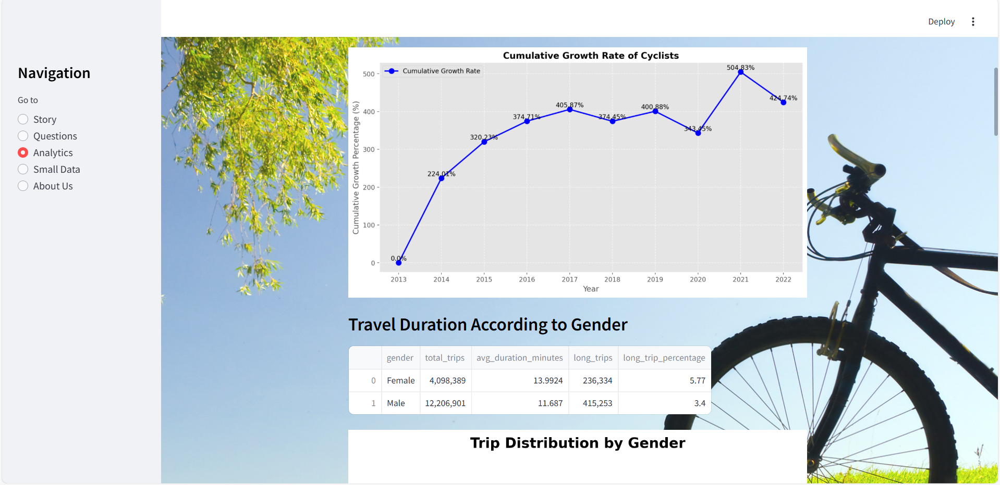 Deploy
Navigation
Go to
Story
Questions
Analytics
Small Data
About Us
Cumulative Growth Rate of Cyclists
Cumulative Growth Rate
Cumulative Growth Percentage (%)
500
400
300
200
100
0
0.0%
224.01%
320.23%
374.71%
405.87%
374.45%
400.88%
343.45%
504.83%
424.74%
2013 2014 2015 2016 2017 2018 2019 2020 2021 2022
Year
Travel Duration According to Gender
gender total_trips avg_duration_minutes long_trips long_trip_percentage
0 Female 4,098,389 13.9924 236,334 5.77
1 Male 12,206,901 11.687 415,253 3.4
Trip Distribution by Gender